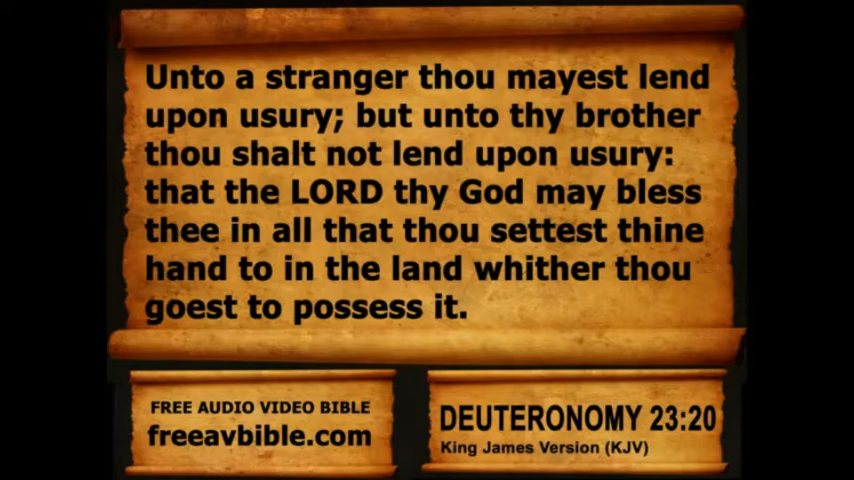 Unto a stranger thou mayest lend
upon usury; but unto thy brother
thou shalt not lend upon usury:
that the LORD thy God may bless
thee in all that thou settest thine
hand to in the land whither thou
goest to possess it.
FREE AUDIO VIDEO BIBLE
freeavbible.com
DEUTERONOMY 23:20
King James Version (KJV)